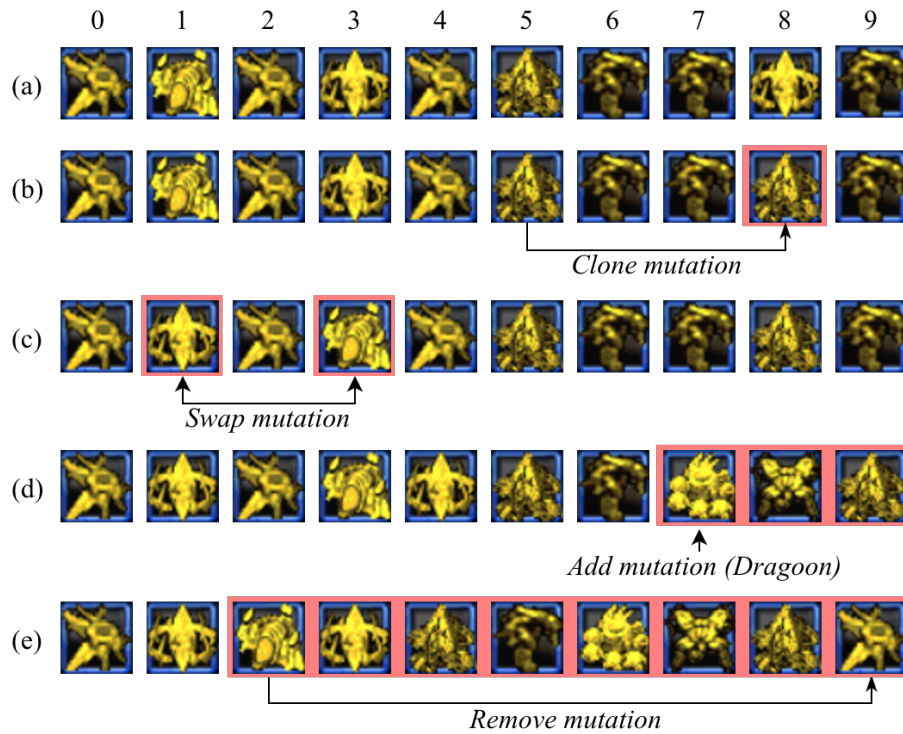 0 1 2 3 4 5 6 7 8 9
(a)
(b)
Clone mutation
(c)
Swap mutation
(d)
Add mutation (Dragoon)
(e)
Remove mutation